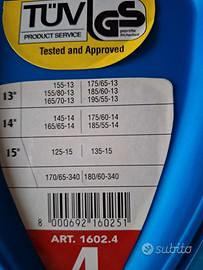 TÜV
PRODUCT SERVICE
GS
geprüfte
Sicherheit
Tested and Approved
13"
155-13
155/80-13
165/70-13
175/65-13
185/60-13
195/55-13
14"
145-14
165/65-14
175/60-14
185/55-14
15"
125-15
135-15
170/65-340
180/60-340
8 000692 160251
ART. 1602.4
4
subito